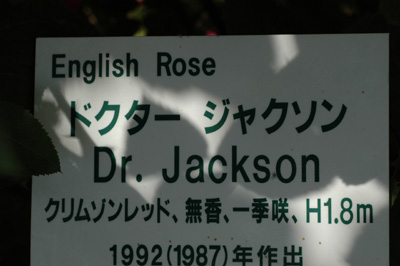 English Rose
ドクター ジャクソン
Dr. Jackson
クリムゾンレッド、無香、一季咲、H1.8m
1992(1987)年作出